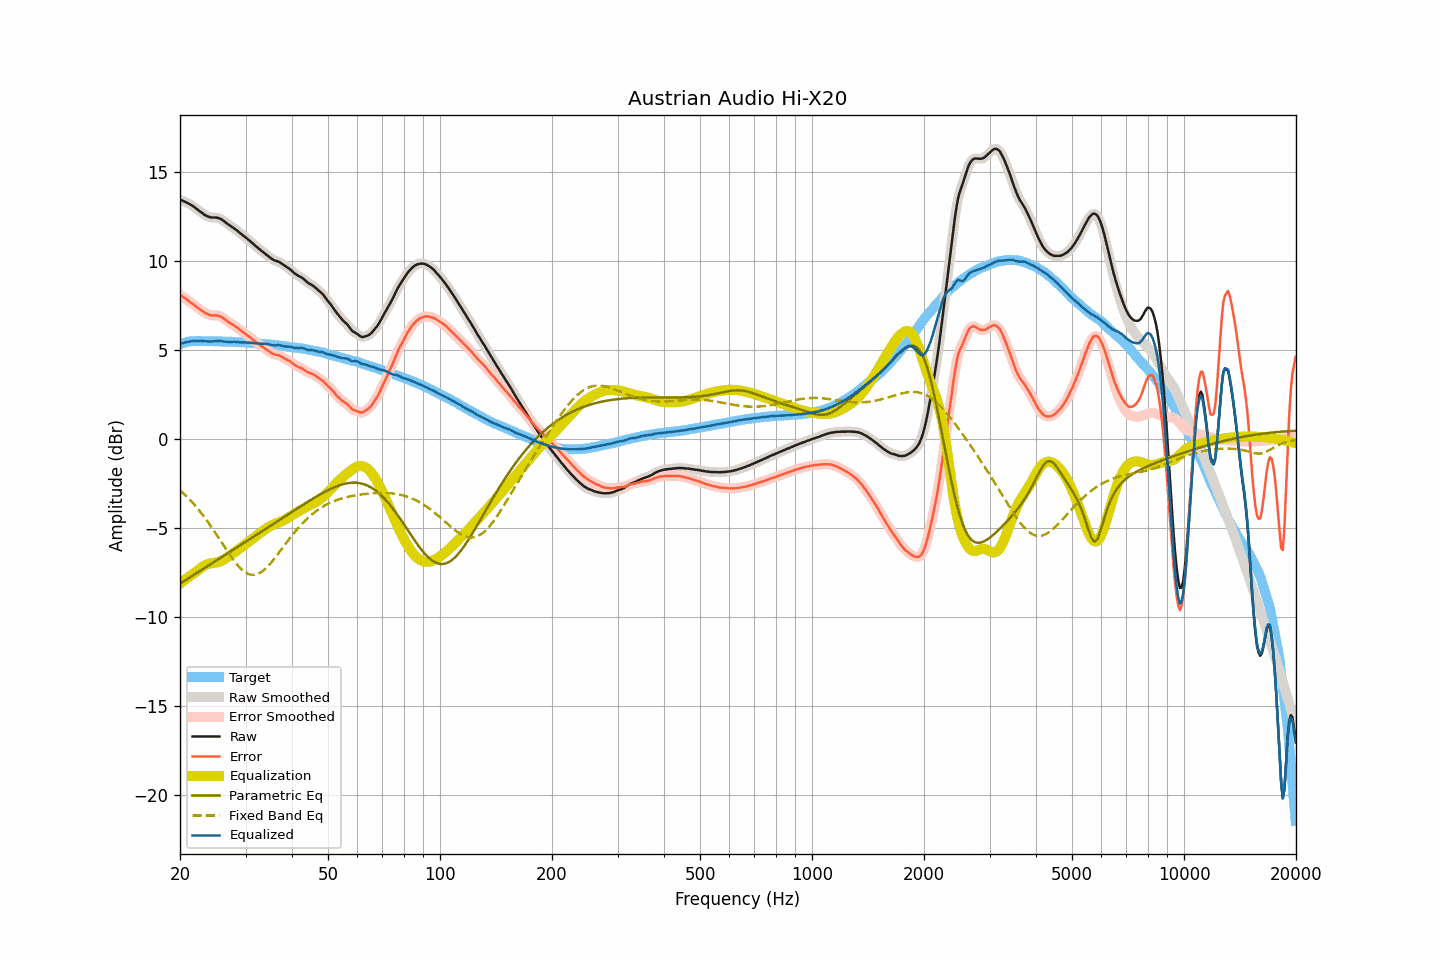 Austrian Audio Hi-X20
15
10
5
0
−5
−10
−15
−20
Amplitude (dBr)
Target
Raw Smoothed
Error Smoothed
Raw
Error
Equalization
Parametric Eq
Fixed Band Eq
Equalized
20 50 100 200 500 1000 2000 5000 10000 20000
Frequency (Hz)